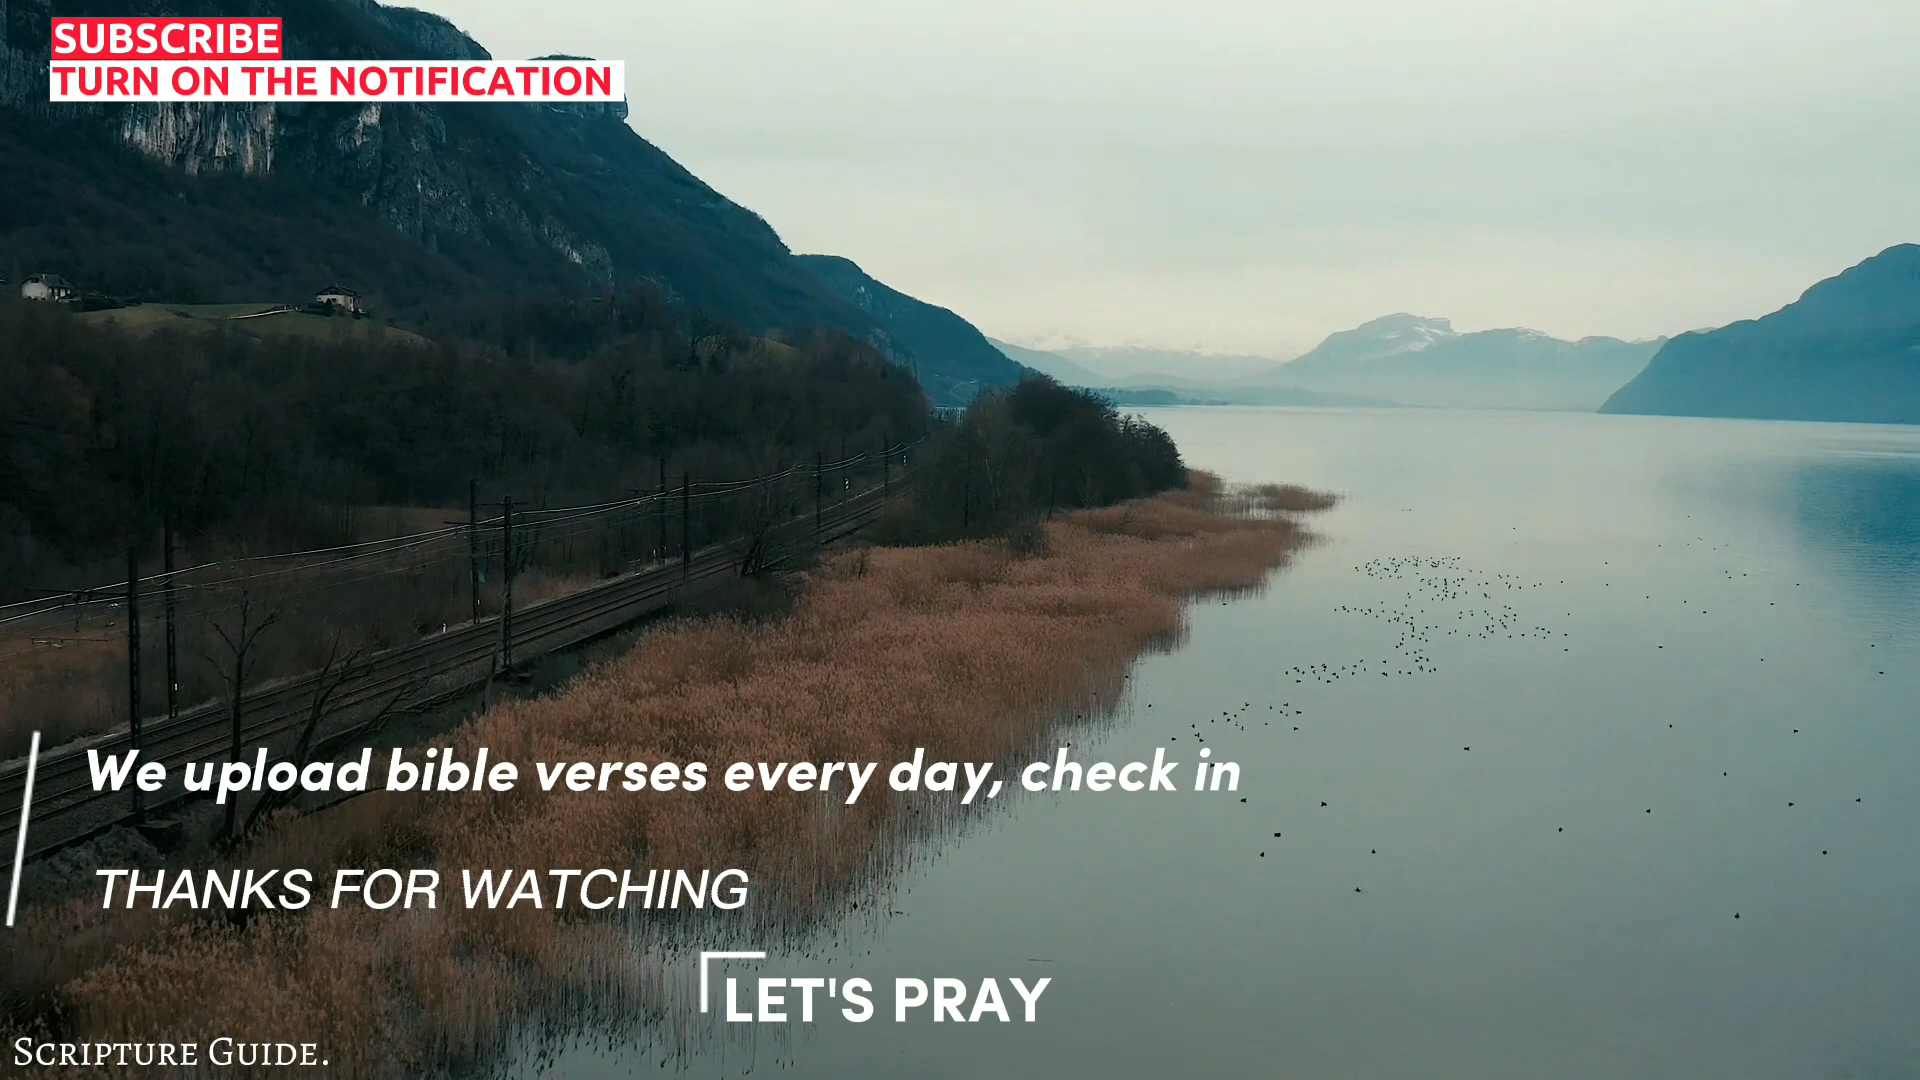 SUBSCRIBE
TURN ON THE NOTIFICATION
We upload bible verses every day, check in
THANKS FOR WATCHING
LET'S PRAY
SCRIPTURE GUIDE.